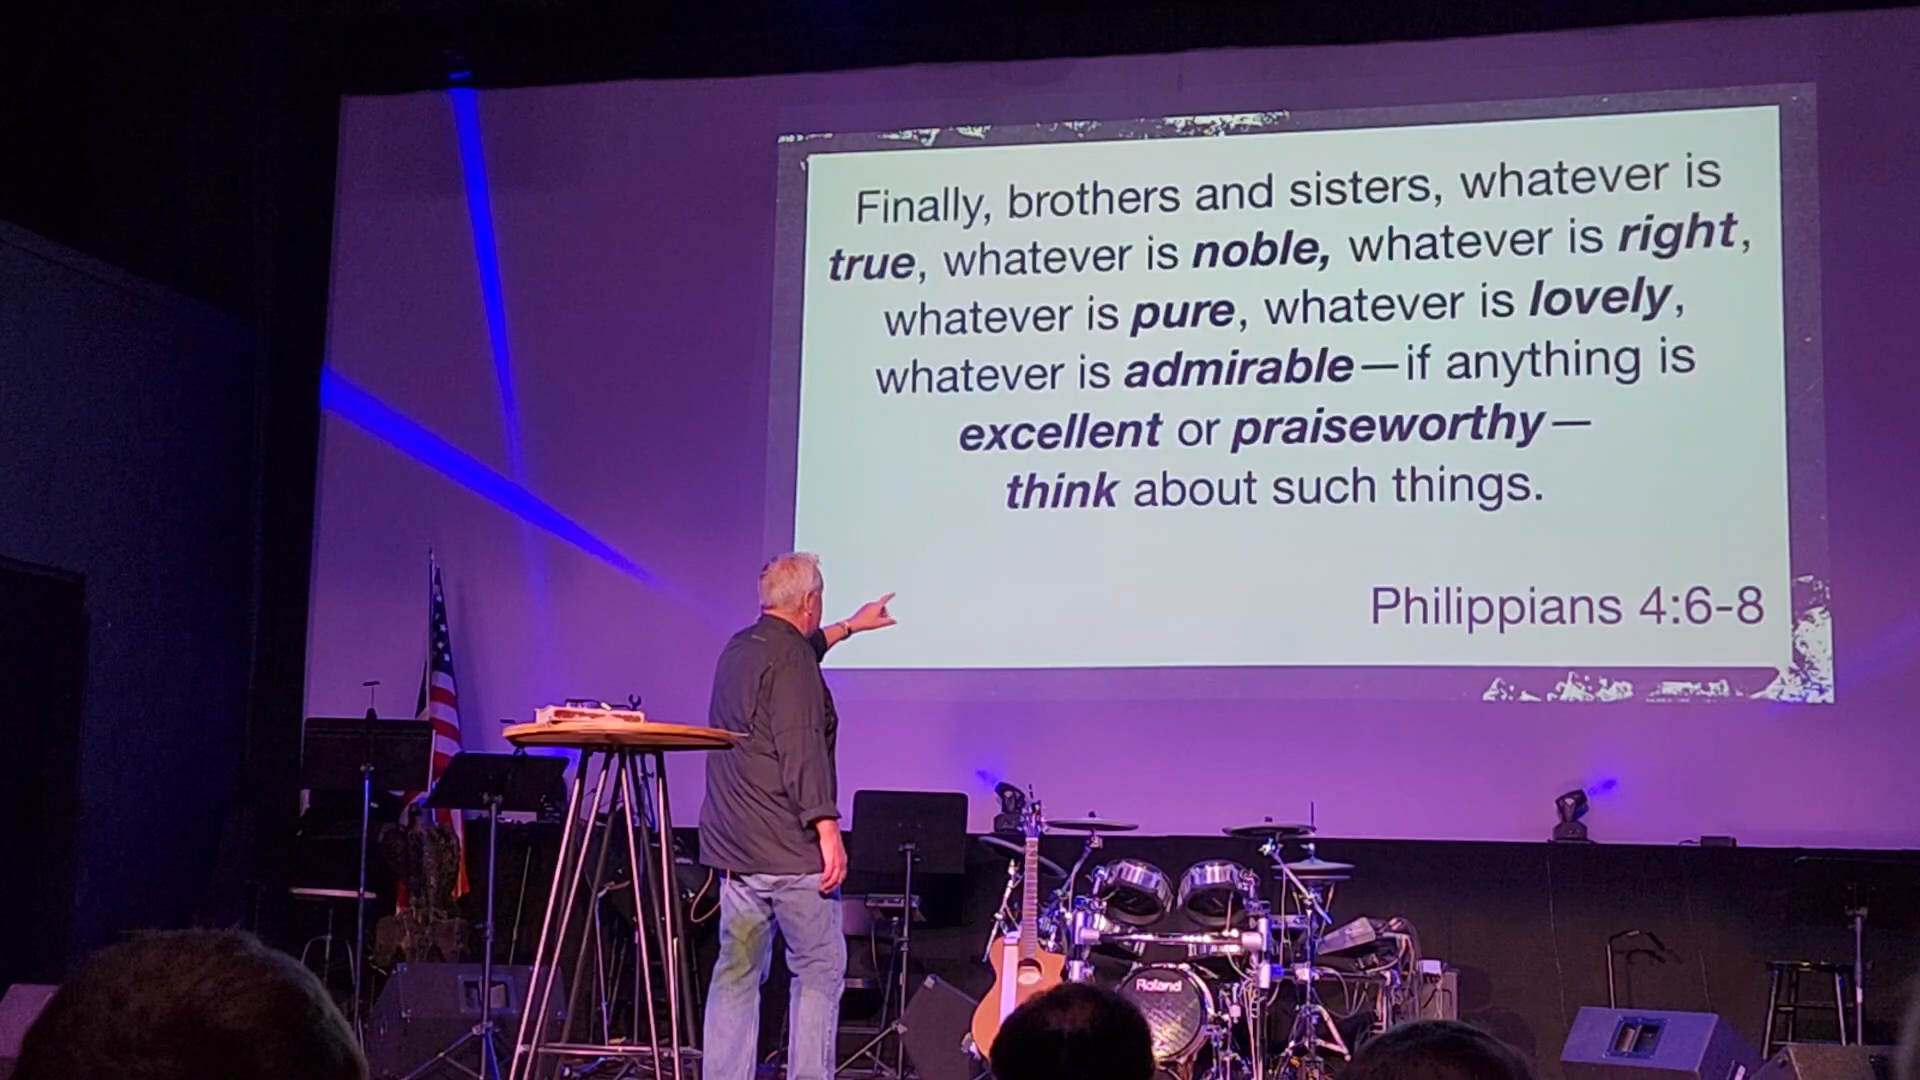 Finally, brothers and sisters, whatever is
true, whatever is noble, whatever is right,
whatever is pure, whatever is lovely,
whatever is admirable—if anything is
excellent or praiseworthy—
think about such things.
Philippians 4:6-8
Roland